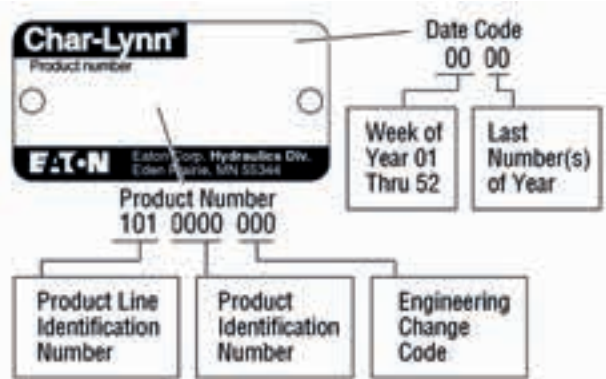 Char-Lynn®
Product number
EATON
Eaton Corp. Hydraulics Div.
Eden Prairie, MN 55344
Date Code
00 00
Week of
Year 01
Thru 52
Last
Number(s)
of Year
Product Number
101 0000 000
Product Line
Identification
Number
Product
Identification
Number
Engineering
Change
Code